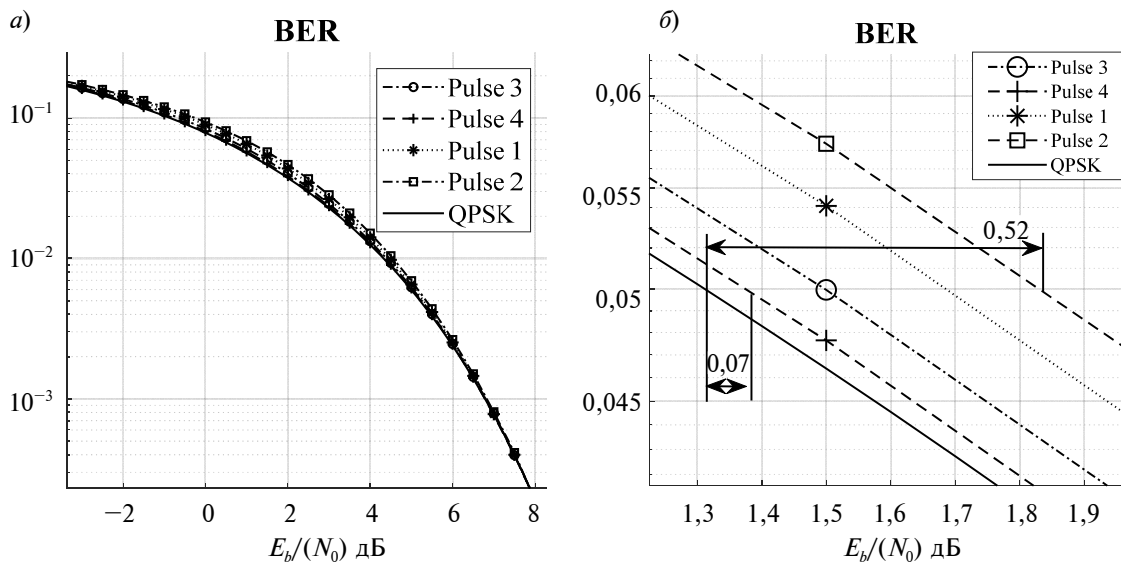 а)
BER
10⁻¹
10⁻²
10⁻³
−2 0 2 4 6 8
E_b/(N_0) дБ
Pulse 3
Pulse 4
Pulse 1
Pulse 2
QPSK
б)
BER
0,06
0,055
0,05
0,045
1,3 1,4 1,5 1,6 1,7 1,8 1,9
E_b/(N_0) дБ
Pulse 3
Pulse 4
Pulse 1
Pulse 2
QPSK
0,52
0,07